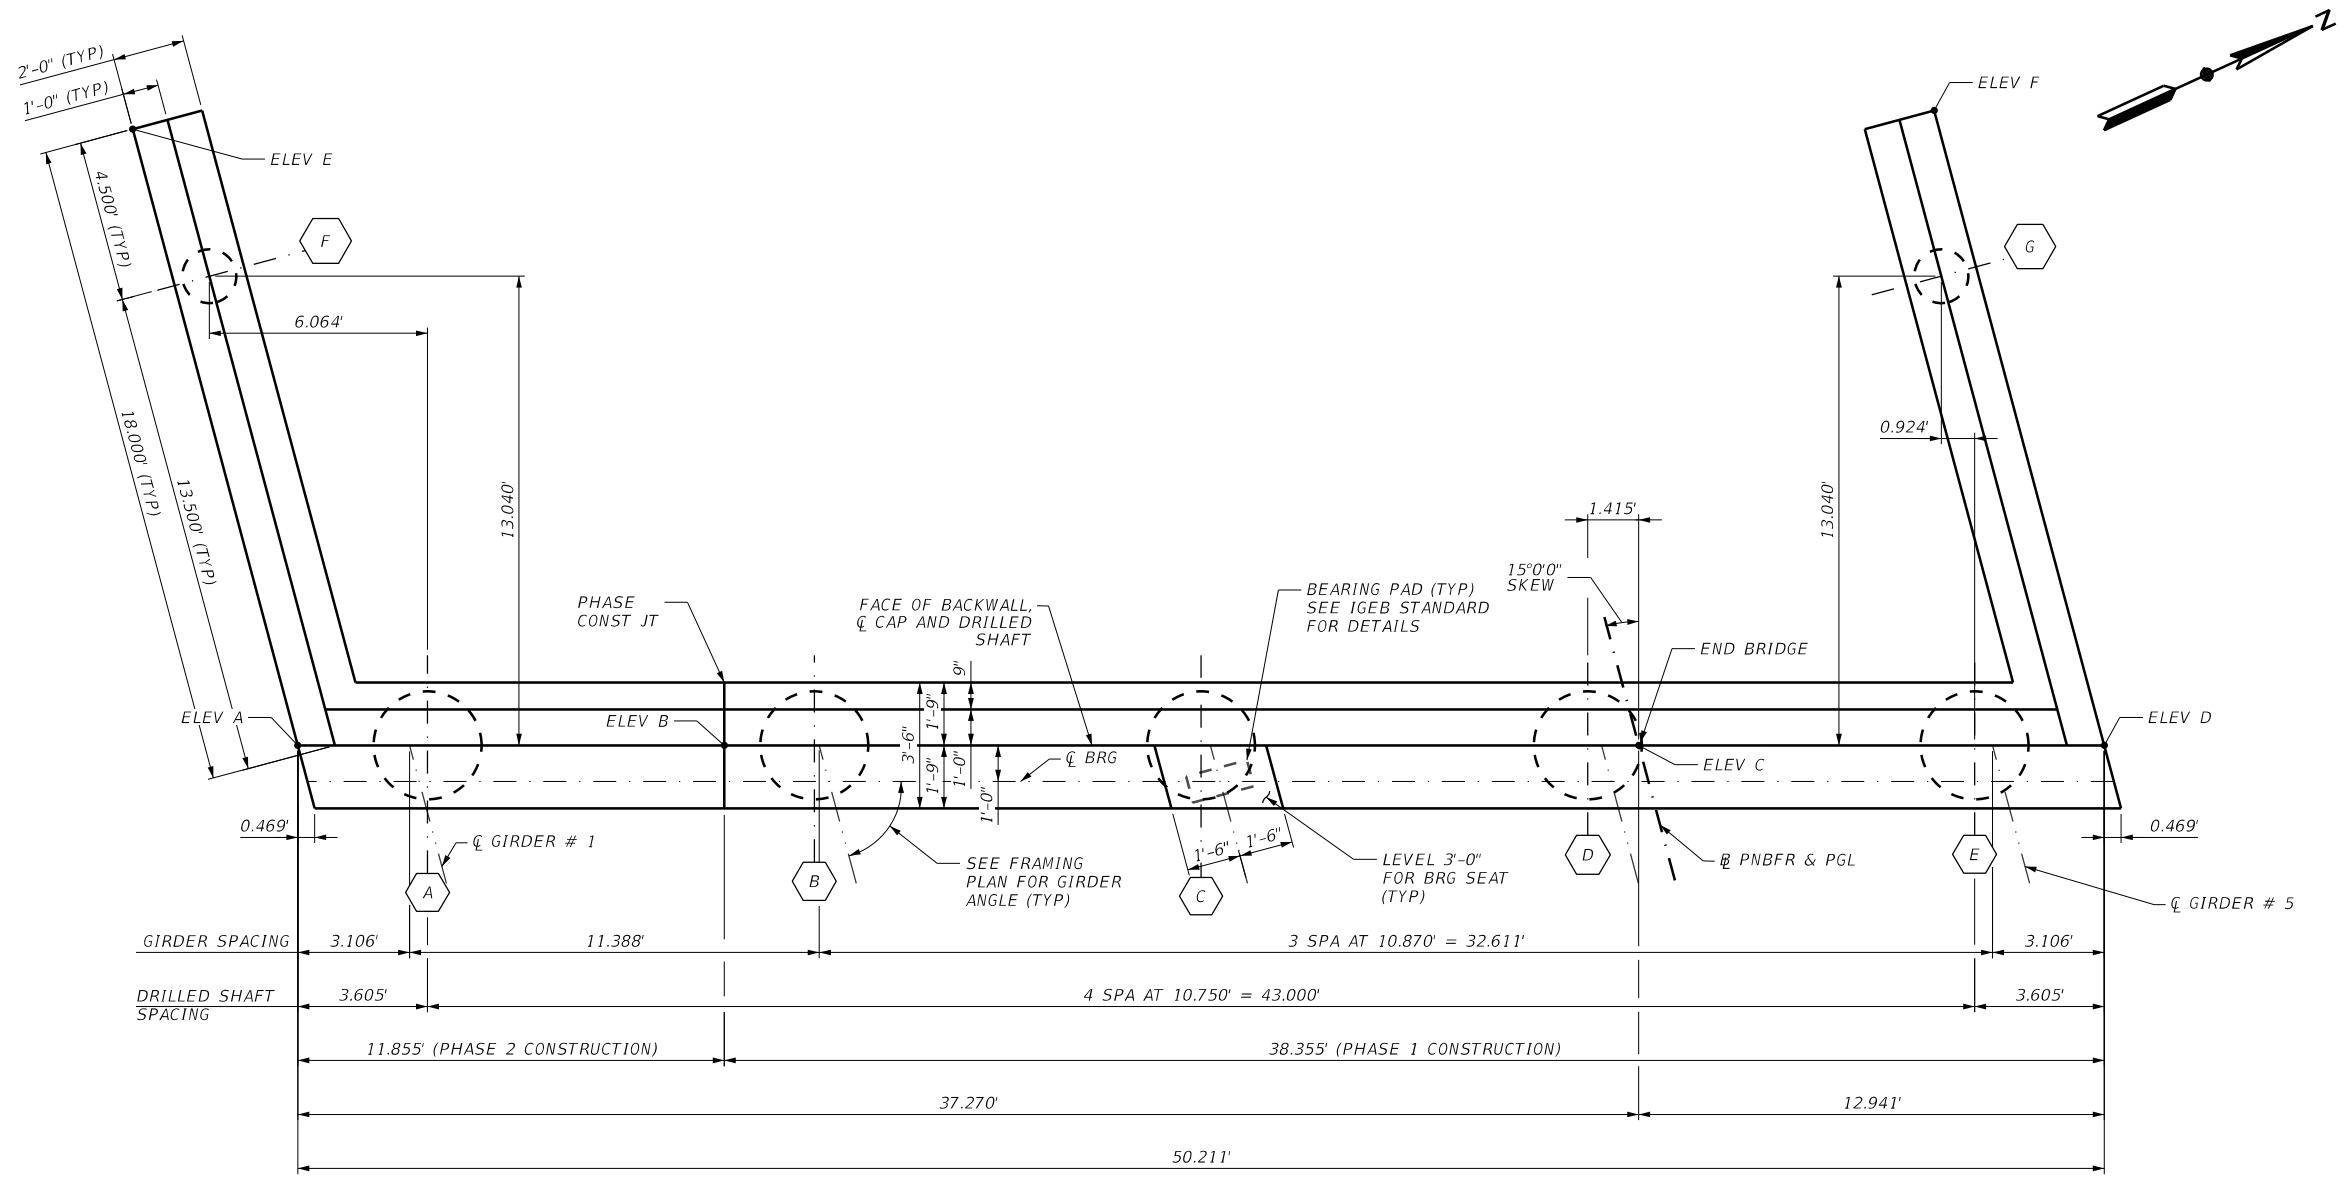 N
2'-0" (TYP)
1'-0" (TYP)
ELEV E
ELEV F
4.500' (TYP)
F
G
6.064'
0.924'
18.000' (TYP)
13.500' (TYP)
13.040'
13.040'
1.415'
15°0'0"
SKEW
PHASE
CONST JT
FACE OF BACKWALL,
℄ CAP AND DRILLED
SHAFT
BEARING PAD (TYP)
SEE IGEB STANDARD
FOR DETAILS
END BRIDGE
9"
1'-9"
3'-6"
1'-9"
1'-0"
1'-0"
ELEV A
ELEV B
℄ BRG
ELEV C
ELEV D
0.469'
0.469'
℄ GIRDER # 1
A
B
C
D
E
1'-6"
1'-6"
SEE FRAMING
PLAN FOR GIRDER
ANGLE (TYP)
LEVEL 3'-0"
FOR BRG SEAT
(TYP)
B̲L PNBFR & PGL
℄ GIRDER # 5
GIRDER SPACING
3.106'
11.388'
3 SPA AT 10.870' = 32.611'
3.106'
DRILLED SHAFT
SPACING
3.605'
4 SPA AT 10.750' = 43.000'
3.605'
11.855' (PHASE 2 CONSTRUCTION)
38.355' (PHASE 1 CONSTRUCTION)
37.270'
12.941'
50.211'